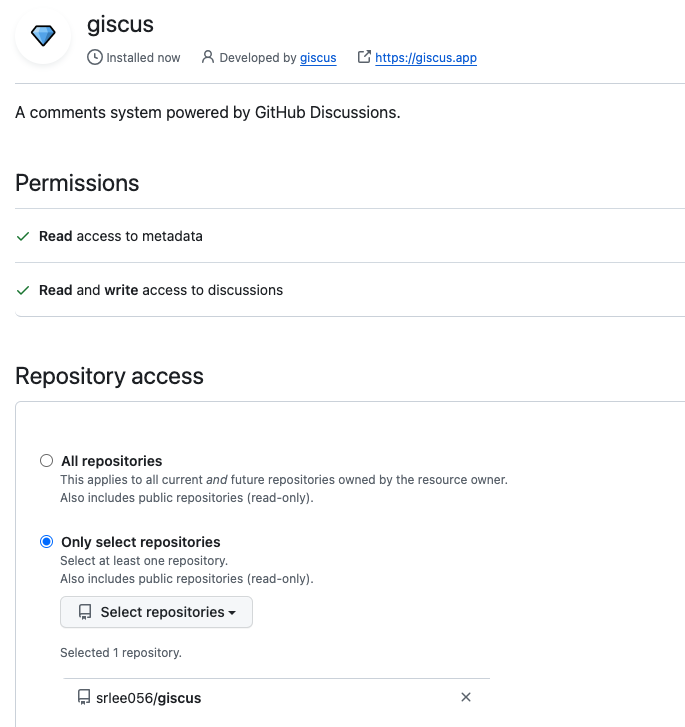 giscus
Installed now Developed by giscus https://giscus.app
A comments system powered by GitHub Discussions.
Permissions
Read access to metadata
Read and write access to discussions
Repository access
All repositories
This applies to all current and future repositories owned by the resource owner.
Also includes public repositories (read-only).
Only select repositories
Select at least one repository.
Also includes public repositories (read-only).
Select repositories
Selected 1 repository.
srlee056/giscus